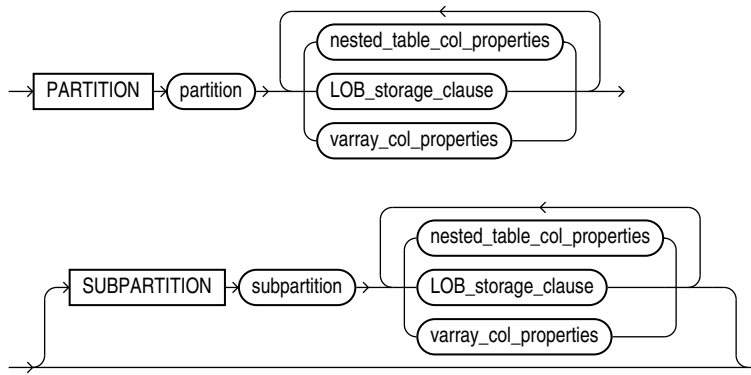 nested_table_col_properties
PARTITION partition LOB_storage_clause
varray_col_properties
nested_table_col_properties
SUBPARTITION subpartition LOB_storage_clause
varray_col_properties